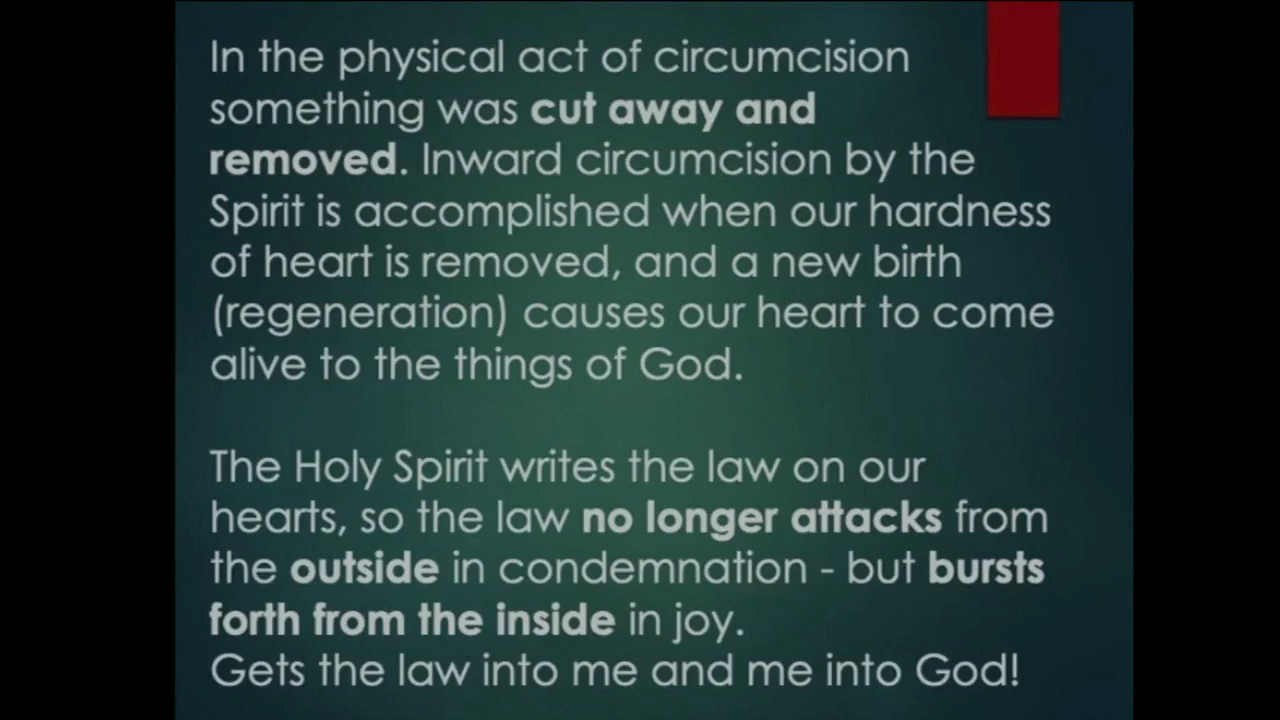 In the physical act of circumcision
something was cut away and
removed. Inward circumcision by the
Spirit is accomplished when our hardness
of heart is removed, and a new birth
(regeneration) causes our heart to come
alive to the things of God.
The Holy Spirit writes the law on our
hearts, so the law no longer attacks from
the outside in condemnation - but bursts
forth from the inside in joy.
Gets the law into me and me into God!